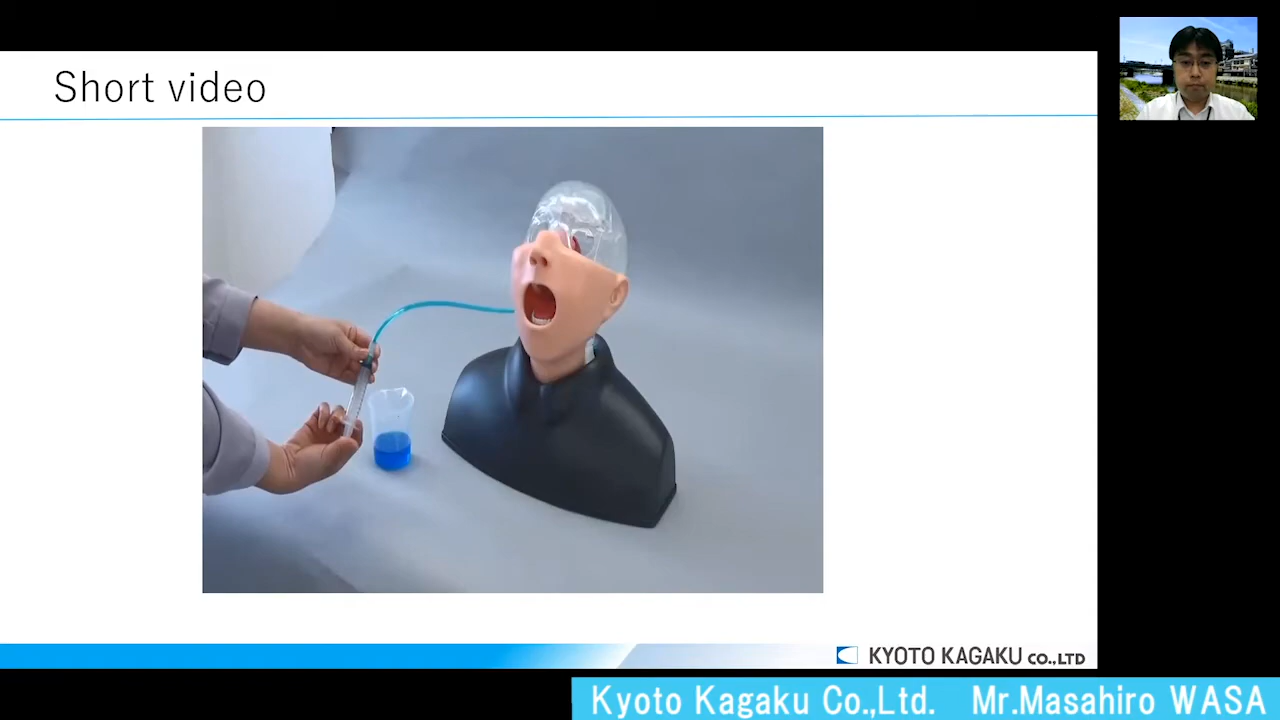 Short video
KYOTO KAGAKU CO.,LTD
Kyoto Kagaku Co.,Ltd. Mr.Masahiro WASA